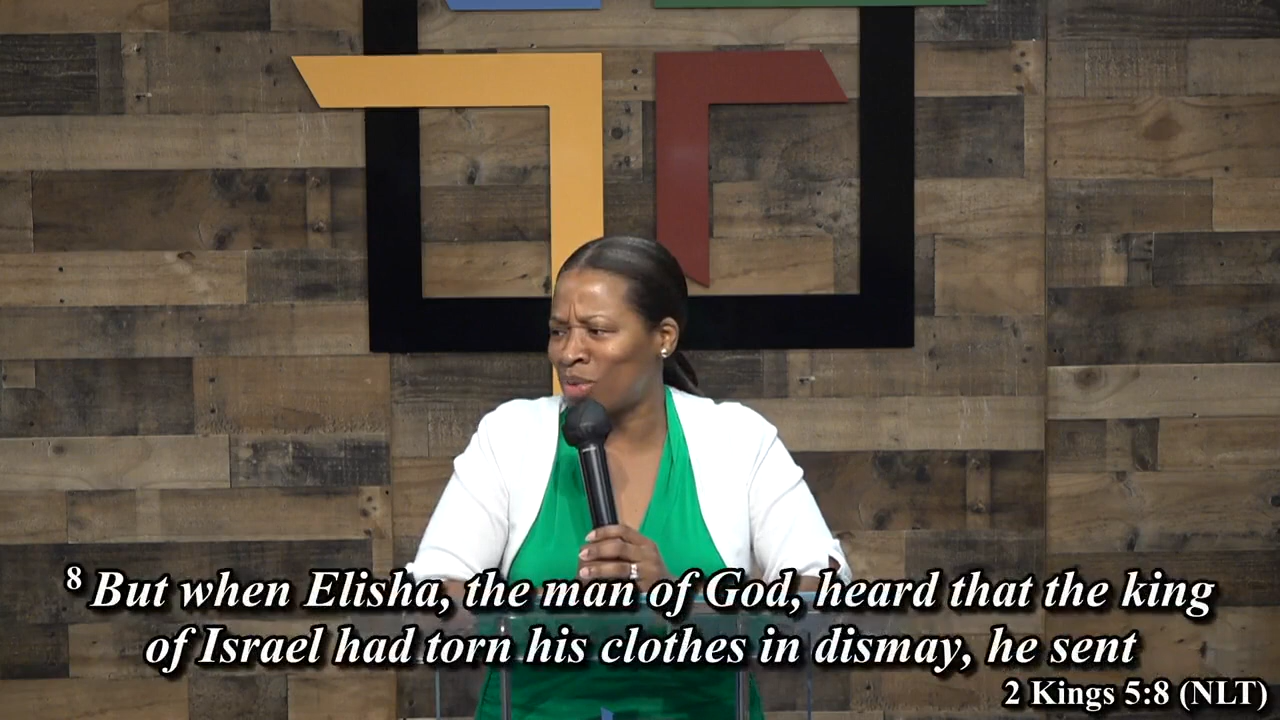 8 But when Elisha, the man of God, heard that the king
of Israel had torn his clothes in dismay, he sent
2 Kings 5:8 (NLT)